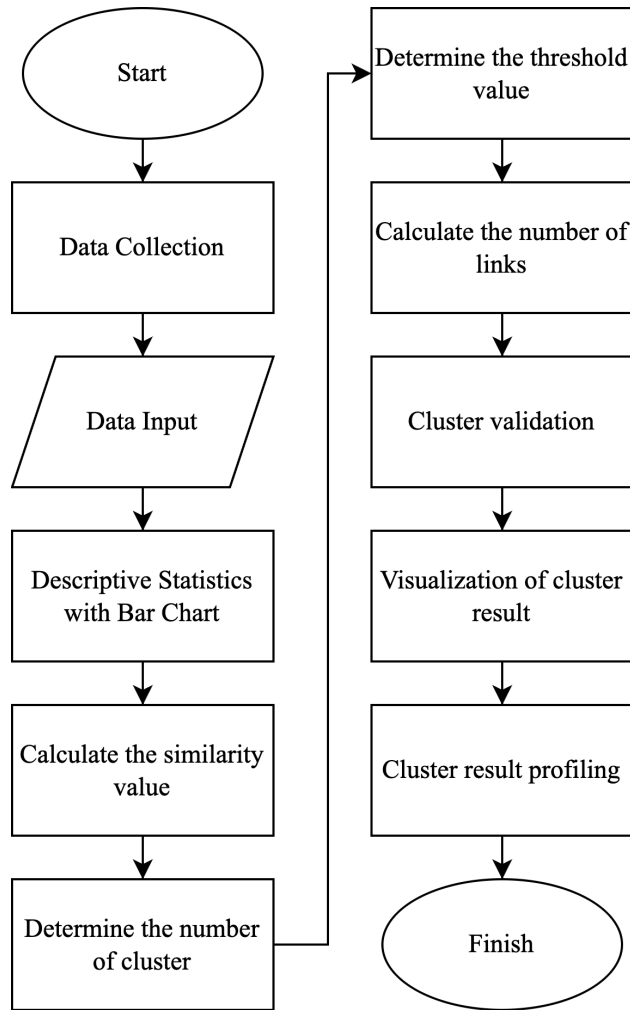 Start
Data Collection
Data Input
Descriptive Statistics
with Bar Chart
Calculate the similarity
value
Determine the number
of cluster
Determine the threshold
value
Calculate the number of
links
Cluster validation
Visualization of cluster
result
Cluster result profiling
Finish